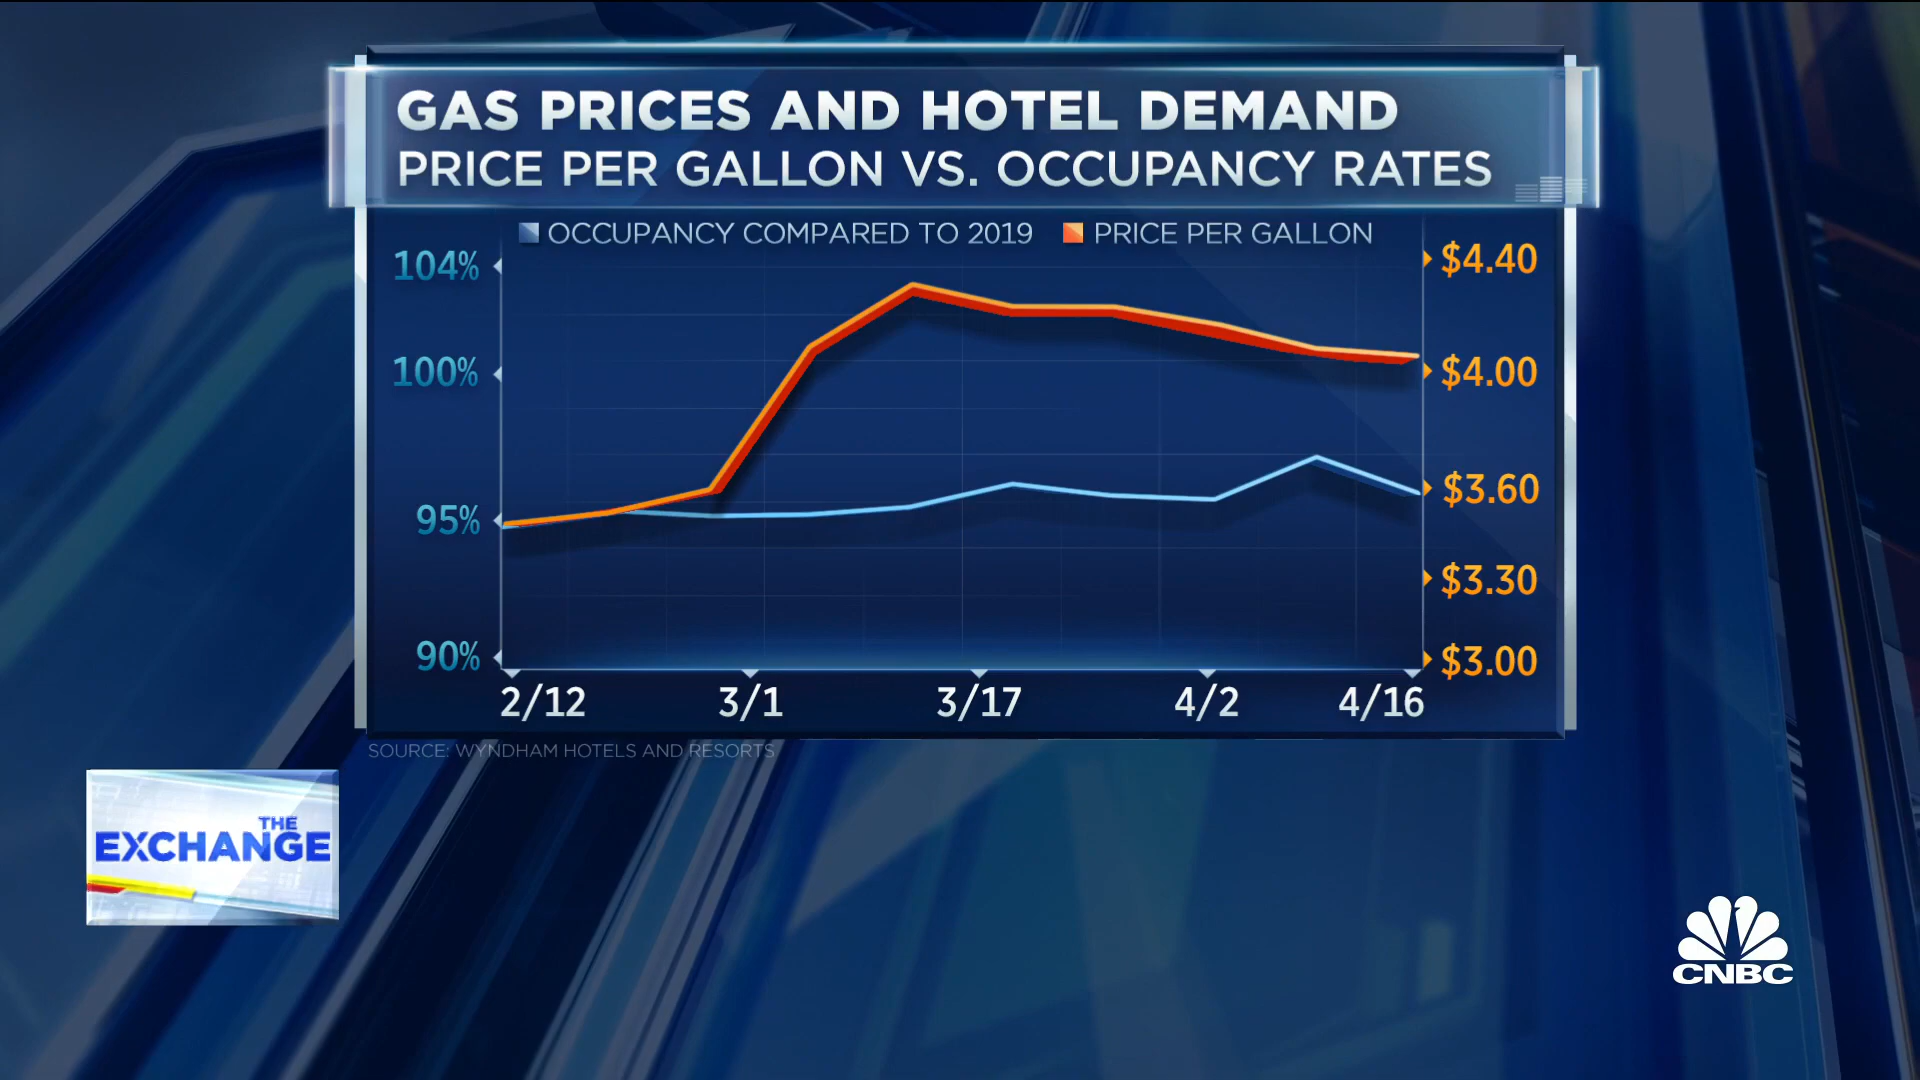 GAS PRICES AND HOTEL DEMAND
PRICE PER GALLON VS. OCCUPANCY RATES
OCCUPANCY COMPARED TO 2019 PRICE PER GALLON
104% $4.40
100% $4.00
95% $3.60
$3.30
90% $3.00
2/12 3/1 3/17 4/2 4/16
SOURCE: WYNDHAM HOTELS AND RESORTS
THE
EXCHANGE
CNBC